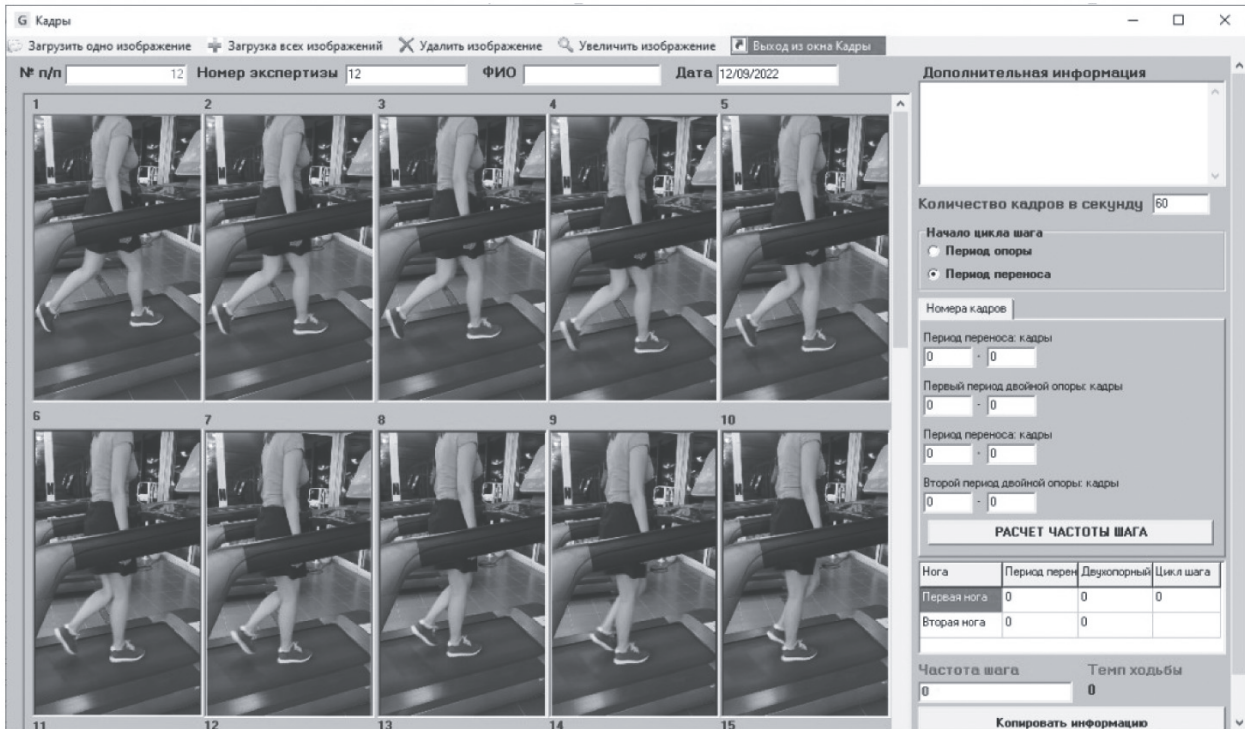 Кадры
Загрузить одно изображение Загрузка всех изображений Удалить изображение Увеличить изображение Выход из окна Кадры
№ п/п 12 Номер экспертизы 12 ФИО Дата 12/09/2022
Дополнительная информация
1 2 3 4 5
Количество кадров в секунду 60
Начало цикла шага
Период опоры
Период переноса
Номера кадров
Период переноса: кадры
0 - 0
Первый период двойной опоры: кадры
0 - 0
6 7 8 9 10
Период переноса: кадры
0 - 0
Второй период двойной опоры: кадры
0 - 0
РАСЧЕТ ЧАСТОТЫ ШАГА
Нога Период перен Двухопорный Цикл шага
Первая нога 0 0 0
Вторая нога 0 0
Частота шага Темп ходьбы
0 0
11 12 13 14 15
Копировать информацию